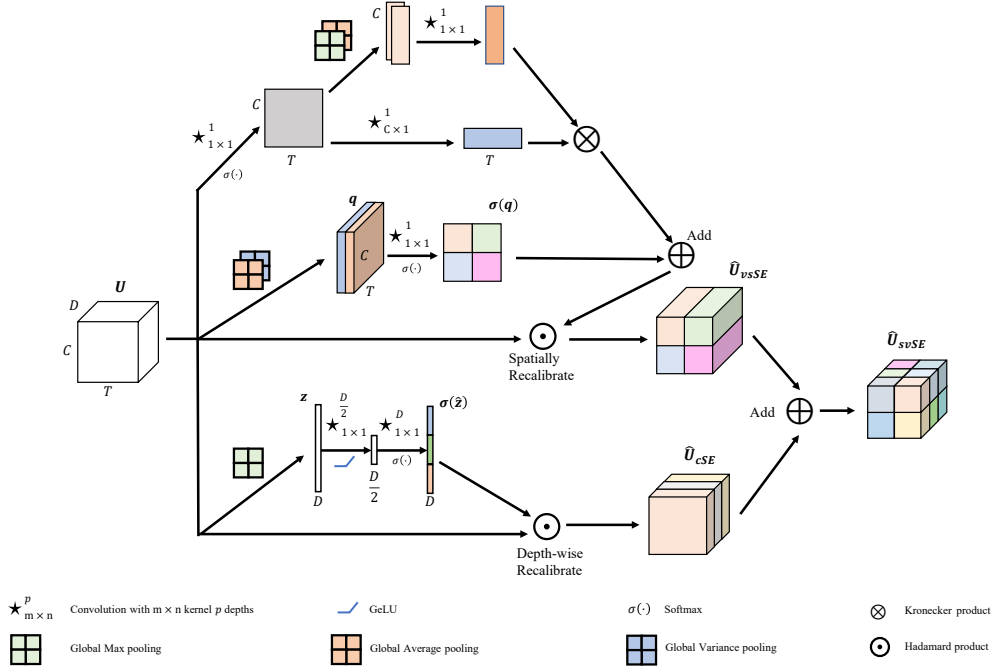 C
★ 1 1 × 1
C
★ 1 1 × 1
★ 1 C × 1
σ(·)
T
T
q
σ(q)
★ 1 1 × 1
C
σ(·)
T
Add
Û_vsSE
D
U
C
T
Spatially
Recalibrate
Û_svSE
Add
z
★ D/2 1 × 1
★ D 1 × 1
σ(ẑ)
σ(·)
D
D/2
D
Û_cSE
Depth-wise
Recalibrate
★ p m × n
Convolution with m × n kernel p depths
GeLU
σ(·)
Softmax
Kronecker product
Global Max pooling
Global Average pooling
Global Variance pooling
Hadamard product